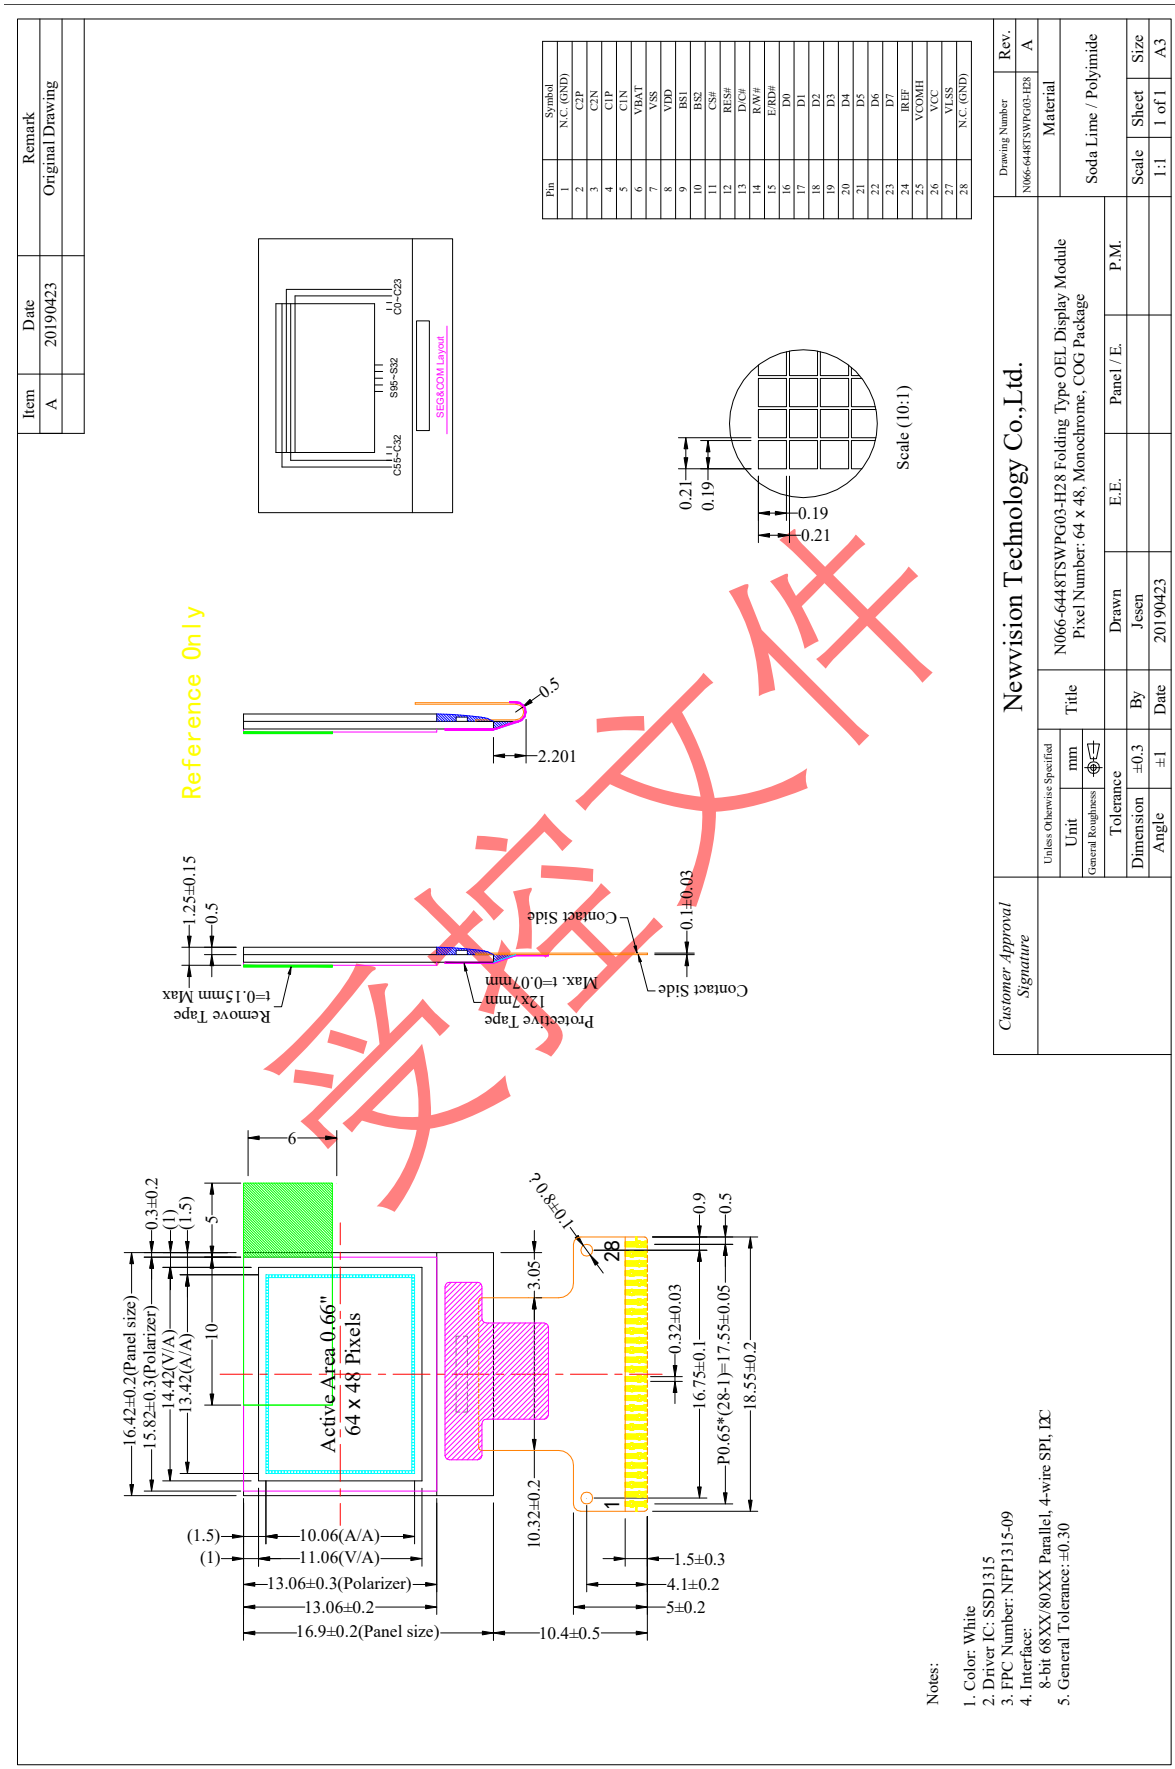 Item Date Remark
A 20190423 Original Drawing
SEG&COM Layout
C55~C32
S95~S32
C0~C23
Pin Symbol
1 N.C. (GND)
2 C2P
3 C2N
4 C1P
5 C1N
6 VBAT
7 VSS
8 VDD
9 BS1
10 BS2
11 CS#
12 RES#
13 D/C#
14 R/W#
15 E/RD#
16 D0
17 D1
18 D2
19 D3
20 D4
21 D5
22 D6
23 D7
24 IREF
25 VCOMH
26 VCC
27 VLSS
28 N.C. (GND)
Reference Only
0.5
2.201
0.21
0.19
0.19
0.21
Scale (10:1)
1.25±0.15
0.5
Remove Tape
t=0.15mm Max
Protective Tape
12x7mm
Max. t=0.07mm
Contact Side
Contact Side
0.1±0.03
16.42±0.2(Panel size)
15.82±0.3(Polarizer)
14.42(V/A)
13.42(A/A)
0.3±0.2
(1)
(1.5)
5
6
10
Active Area 0.66"
64 x 48 Pixels
(1.5)
10.06(A/A)
(1)
11.06(V/A)
13.06±0.3(Polarizer)
13.06±0.2
16.9±0.2(Panel size)
10.4±0.5
10.32±0.2
3.05
? 0.8±0.1
1
28
0.9
0.5
0.32±0.03
16.75±0.1
P0.65*(28-1)=17.55±0.05
18.55±0.2
1.5±0.3
4.1±0.2
5±0.2
Notes:
1. Color: White
2. Driver IC: SSD1315
3. FPC Number: NFP1315-09
4. Interface:
8-bit 68XX/80XX Parallel, 4-wire SPI, I2C
5. General Tolerance: ±0.30
Customer Approval
Signature
Newvision Technology Co.,Ltd.
Drawing Number Rev.
N066-6448TSWPG03-H28 A
Unless Otherwise Specified
Unit mm
General Roughness
Tolerance
Dimension ±0.3
Angle ±1
Title
N066-6448TSWPG03-H28 Folding Type OEL Display Module
Pixel Number: 64 x 48, Monochrome, COG Package
Material
Soda Lime / Polyimide
Drawn E.E. Panel / E. P.M.
By Jesen
Date 20190423
Scale Sheet Size
1:1 1 of 1 A3
受控文件